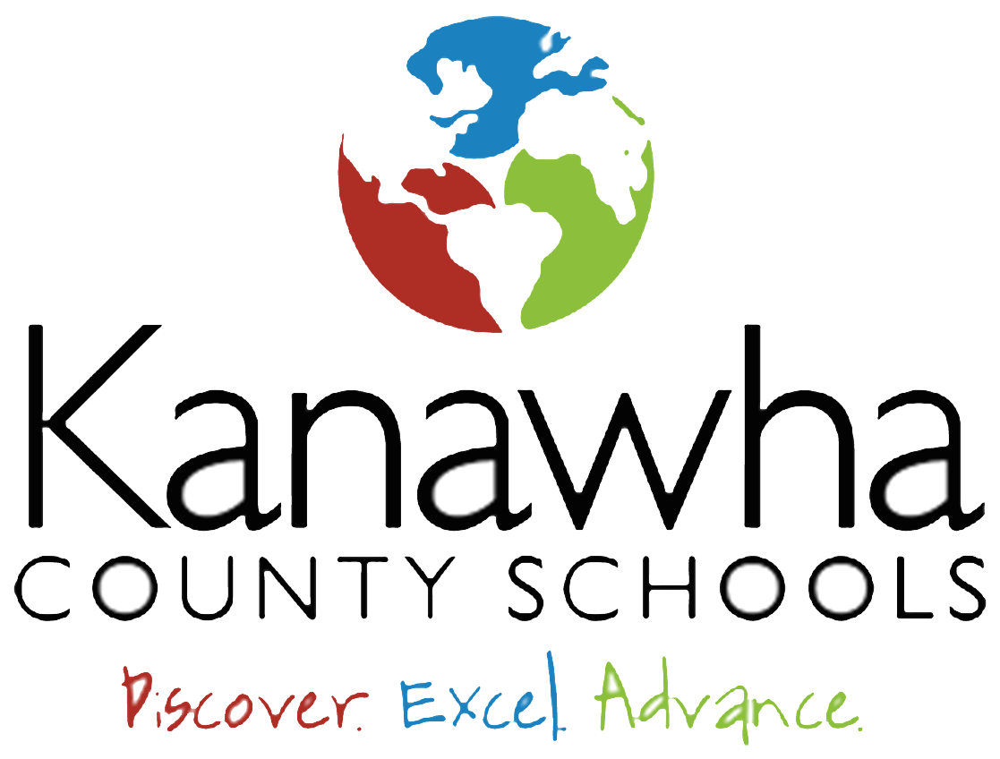 Kanawha
COUNTY SCHOOLS
Discover. Excel. Advance.